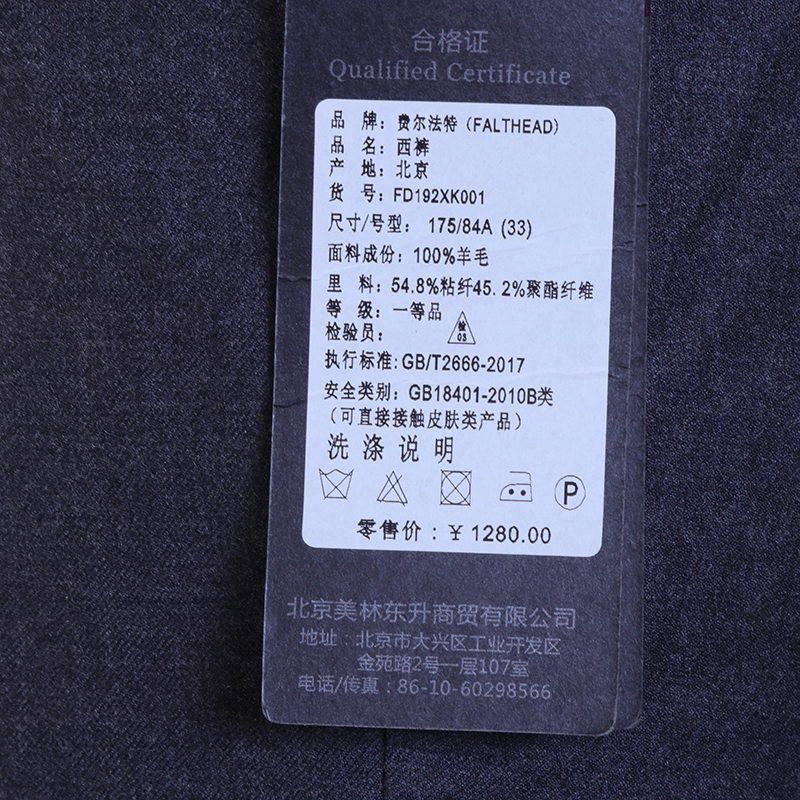 合格证
Qualified Certificate
品 牌：费尔法特（FALTHEAD）
品 名：西裤
产 地：北京
货 号：FD192XK001
尺寸/号型： 175/84A (33)
面料成份：100%羊毛
里 料：54.8%粘纤45.2%聚酯纤维
等 级：一等品
检验员：
检
03
执行标准:GB/T2666-2017
安全类别：GB18401-2010B类
（可直接接触皮肤类产品）
洗涤说明
P
零售价：￥1280.00
北京美林东升商贸有限公司
地址：北京市大兴区工业开发区
金苑路2号一层107室
电话/传真：86-10-60298566